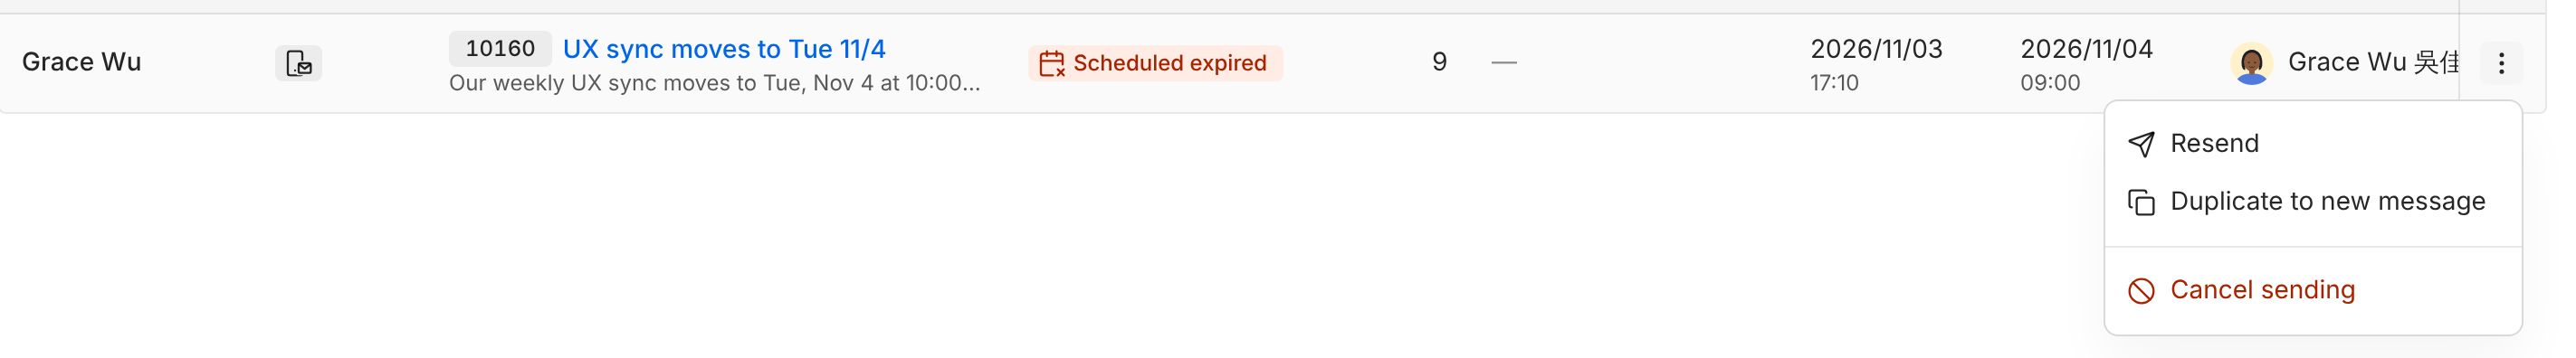 Grace Wu
10160 UX sync moves to Tue 11/4
Our weekly UX sync moves to Tue, Nov 4 at 10:00...
Scheduled expired
9 —
2026/11/03
17:10
2026/11/04
09:00
Grace Wu 吳
Resend
Duplicate to new message
Cancel sending